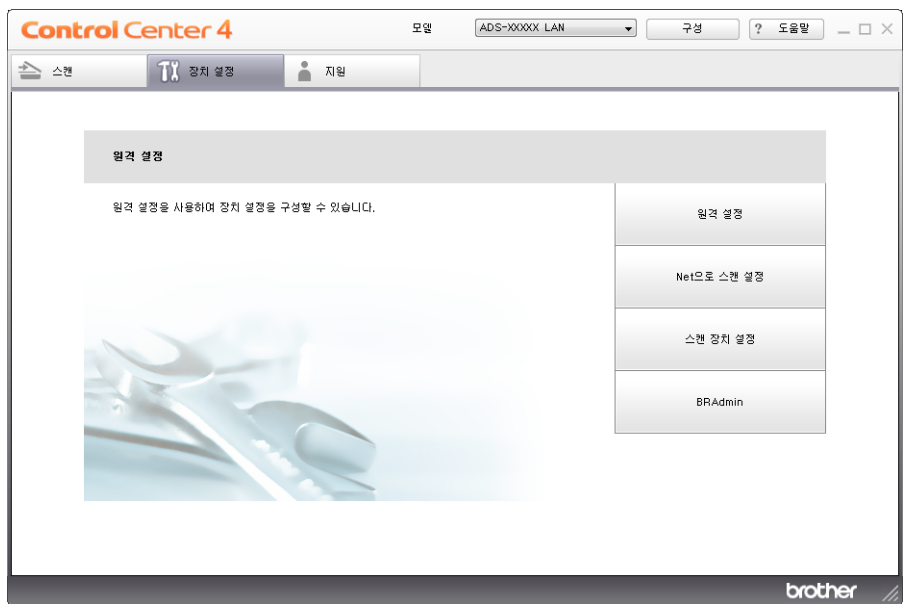 Control Center 4
모델
ADS-XXXXX LAN
구성
? 도움말
스캔
장치 설정
지원
원격 설정
원격 설정을 사용하여 장치 설정을 구성할 수 있습니다.
원격 설정
Net으로 스캔 설정
스캔 장치 설정
BRAdmin
brother